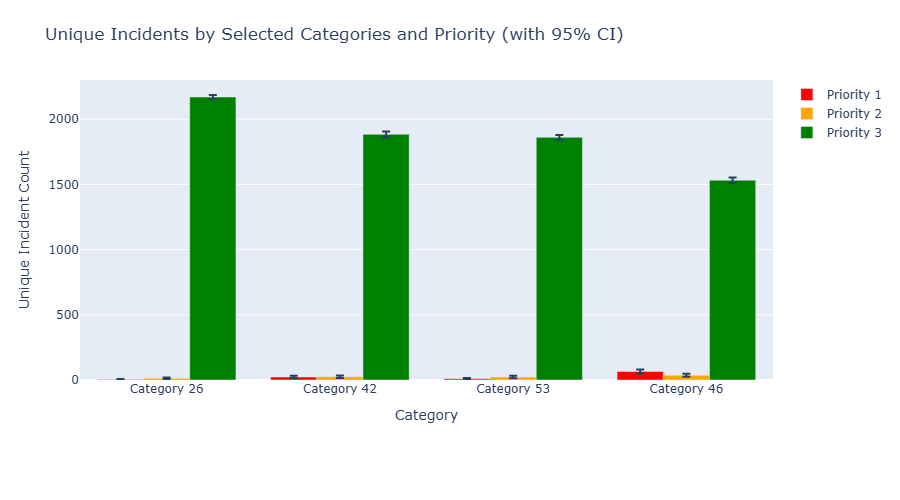 Unique Incidents by Selected Categories and Priority (with 95% CI)
Priority 1
Priority 2
Priority 3
Unique Incident Count
2000
1500
1000
500
0
Category 26
Category 42
Category 53
Category 46
Category